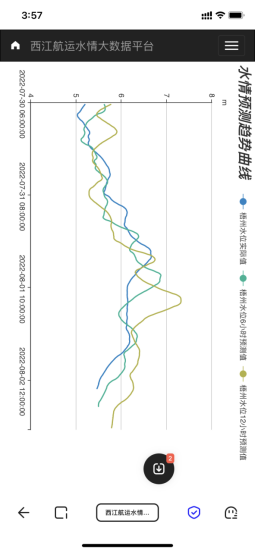 3:57
西江航运水情大数据平台
水情预测趋势曲线
梧州水位实际值
梧州水位6小时预测值
梧州水位12小时预测值
m
8
7
6
5
4
2022-07-30 06:00:00
2022-07-31 08:00:00
2022-08-01 10:00:00
2022-08-02 12:00:00
2
西江航运水情...